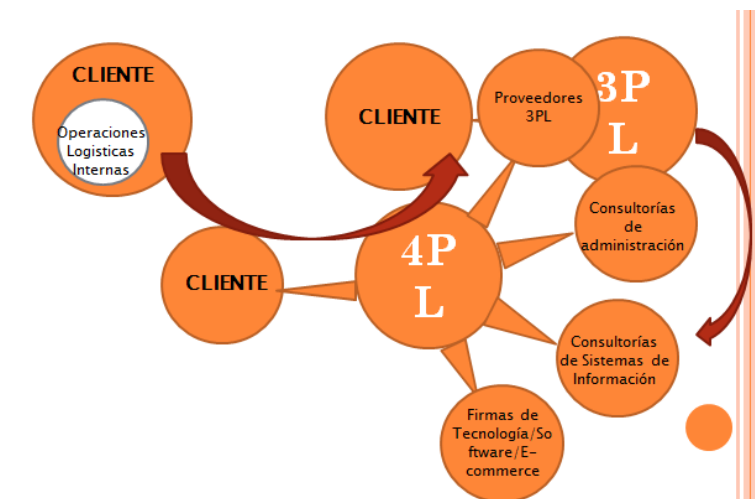 CLIENTE
Operaciones
Logisticas
Internas
CLIENTE
Proveedores
3PL
3P
L
Consultorías
de
administración
CLIENTE
4P
L
Consultorías
de Sistemas de
Información
Firmas de
Tecnología/So
ftware/E-
commerce